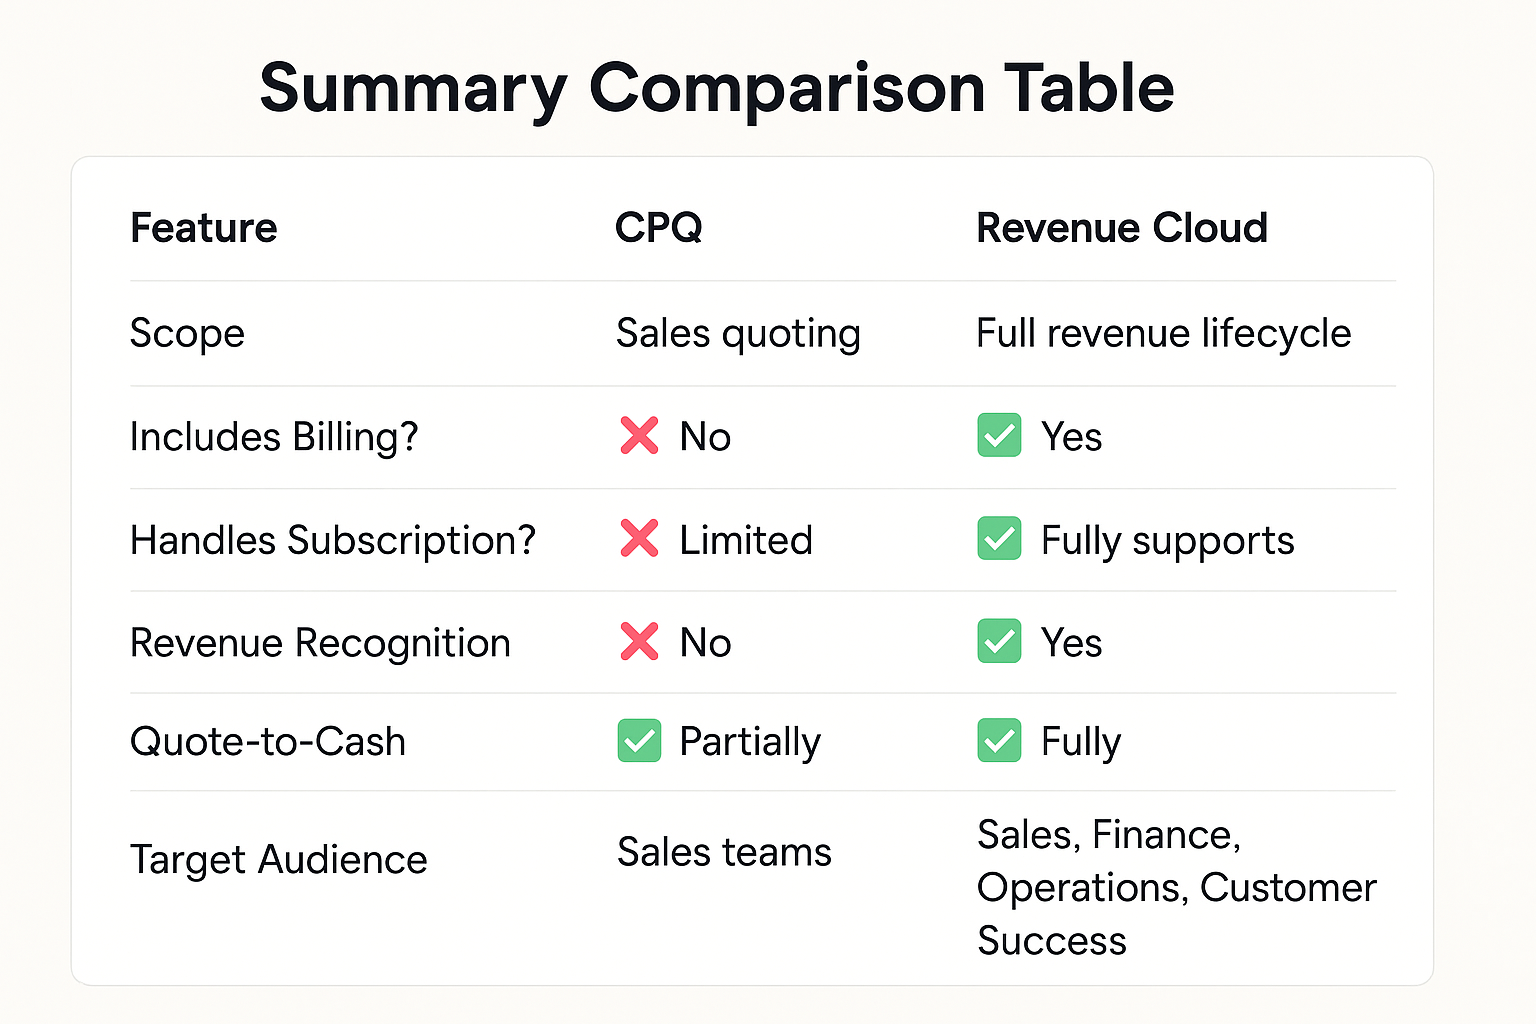 Summary Comparison Table
Feature CPQ Revenue Cloud
Scope Sales quoting Full revenue lifecycle
Includes Billing? ❌ No ✅ Yes
Handles Subscription? ❌ Limited ✅ Fully supports
Revenue Recognition ❌ No ✅ Yes
Quote-to-Cash ✅ Partially ✅ Fully
Target Audience Sales teams Sales, Finance,
Operations, Customer
Success